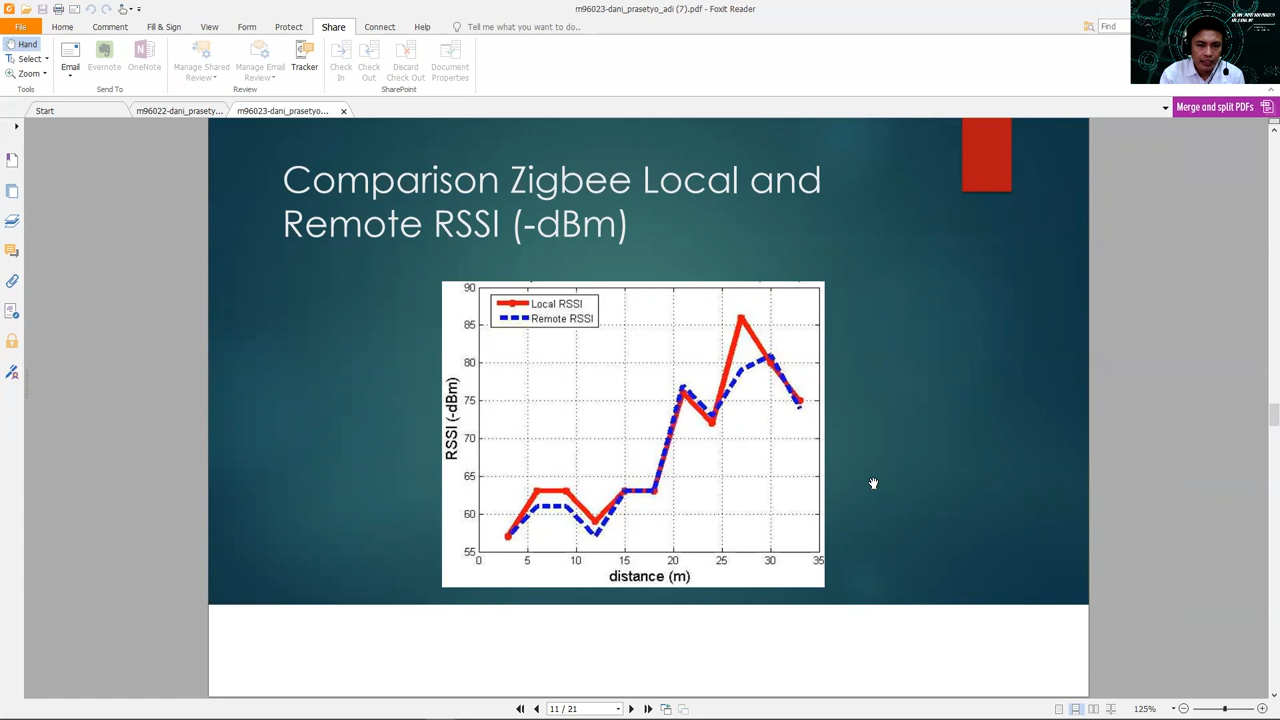 m96023-dani_prasetyo_adi (7).pdf - Foxit Reader
File
Home
Comment
Fill & Sign
View
Form
Protect
Share
Connect
Help
Tell me what you want to do...
Find
Hand
Select
Zoom
Tools
Email
Evernote
OneNote
Send To
Manage Shared Review
Manage Email Review
Tracker
Review
Check In
Check Out
Discard Check Out
Document Properties
SharePoint
Start
m96022-dani_prasety...
m96023-dani_prasetyo...
Merge and split PDFs
Comparison Zigbee Local and
Remote RSSI (-dBm)
Local RSSI
Remote RSSI
90
85
80
75
70
65
60
55
RSSI (-dBm)
0 5 10 15 20 25 30 35
distance (m)
11 / 21
125%